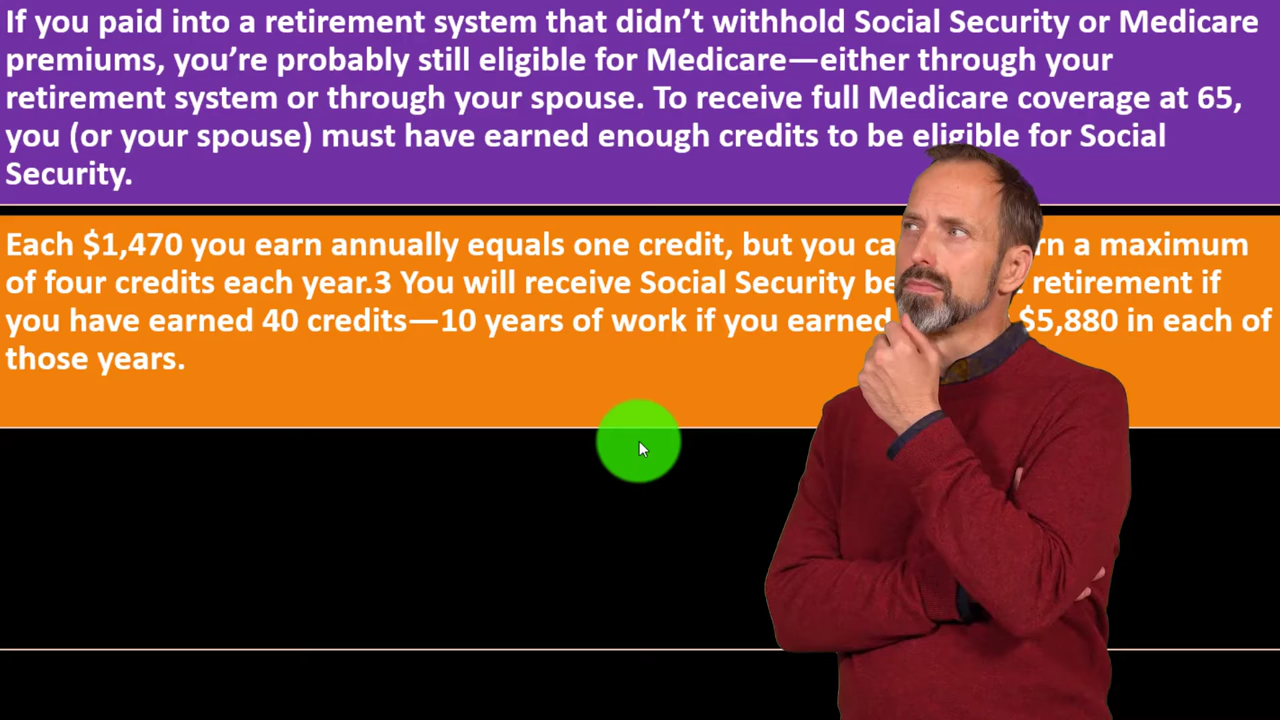 If you paid into a retirement system that didn’t withhold Social Security or Medicare
premiums, you’re probably still eligible for Medicare—either through your
retirement system or through your spouse. To receive full Medicare coverage at 65,
you (or your spouse) must have earned enough credits to be eligible for Social
Security.
Each $1,470 you earn annually equals one credit, but you a maximum
of four credits each year.3 You will receive Social Security retirement if
you have earned 40 credits—10 years of work if you earned $5,880 in each of
those years.